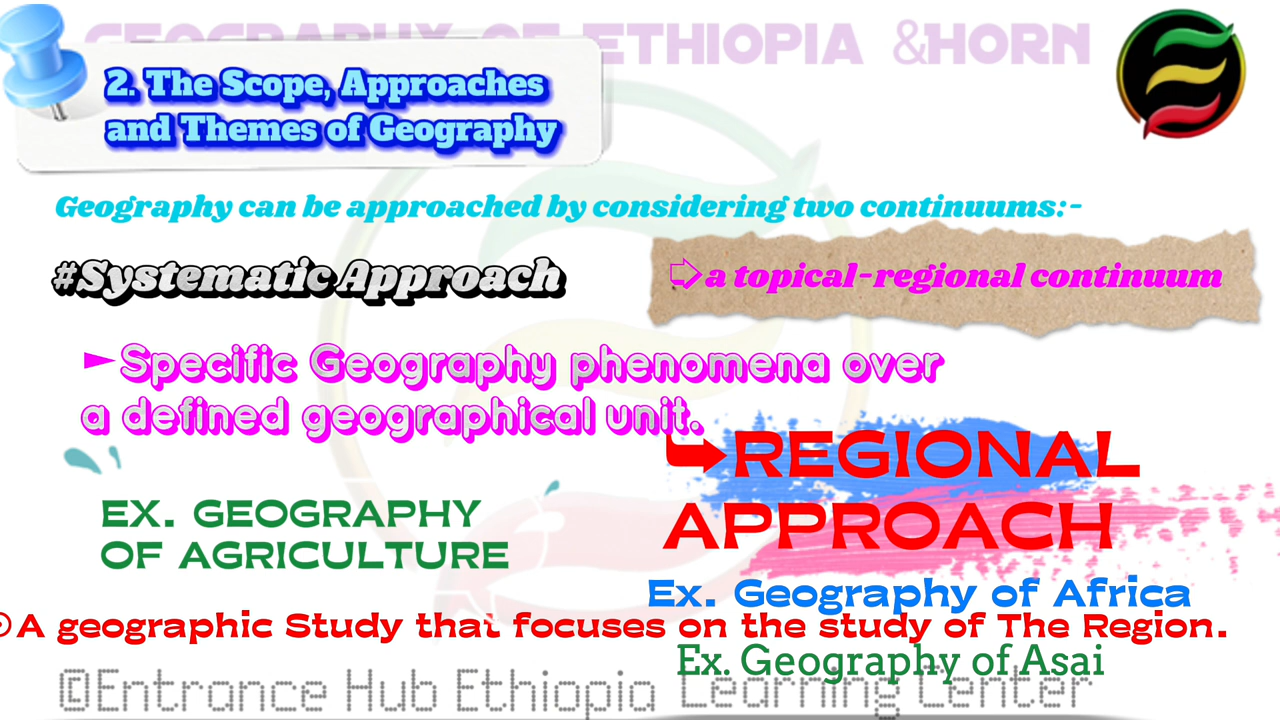 GEOGRAPHY OF ETHIOPIA &HORN
2. The Scope, Approaches
and Themes of Geography
Geography can be approached by considering two continuums:-
#Systematic Approach
⇨a topical-regional continuum
►Specific Geography phenomena over
a defined geographical unit.
➥REGIONAL
APPROACH
EX. GEOGRAPHY
OF AGRICULTURE
Ex. Geography of Africa
©A geographic Study that focuses on the study of The Region.
Ex. Geography of Asai
©Entrance Hub Ethiopia Learning Center